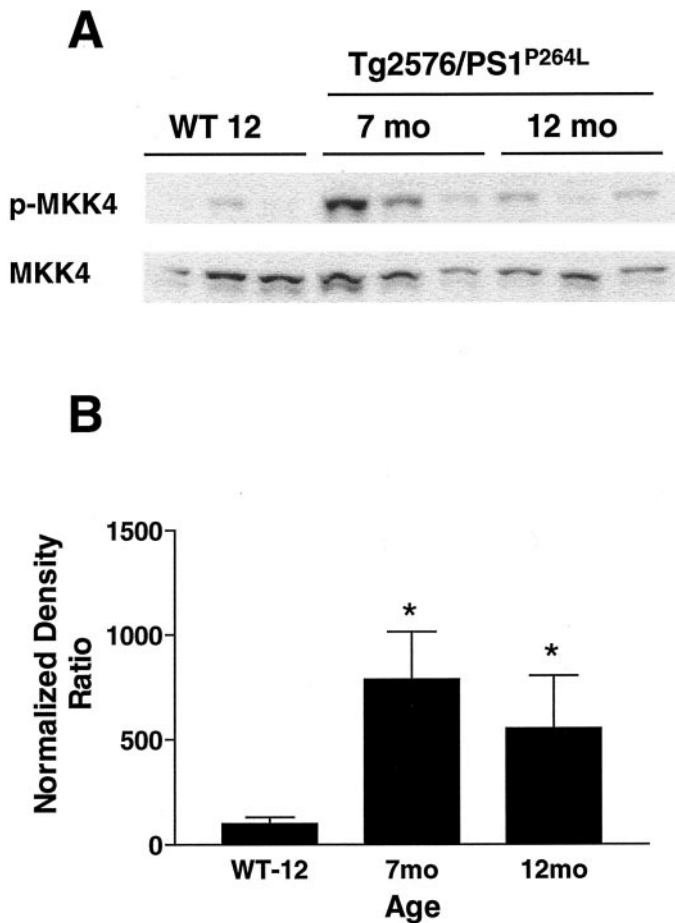 A
Tg2576/PS1P264L
WT 12 7 mo 12 mo
p-MKK4
MKK4
B
Normalized Density
Ratio
1500
1000
500
0
* *
WT-12 7mo 12mo
Age